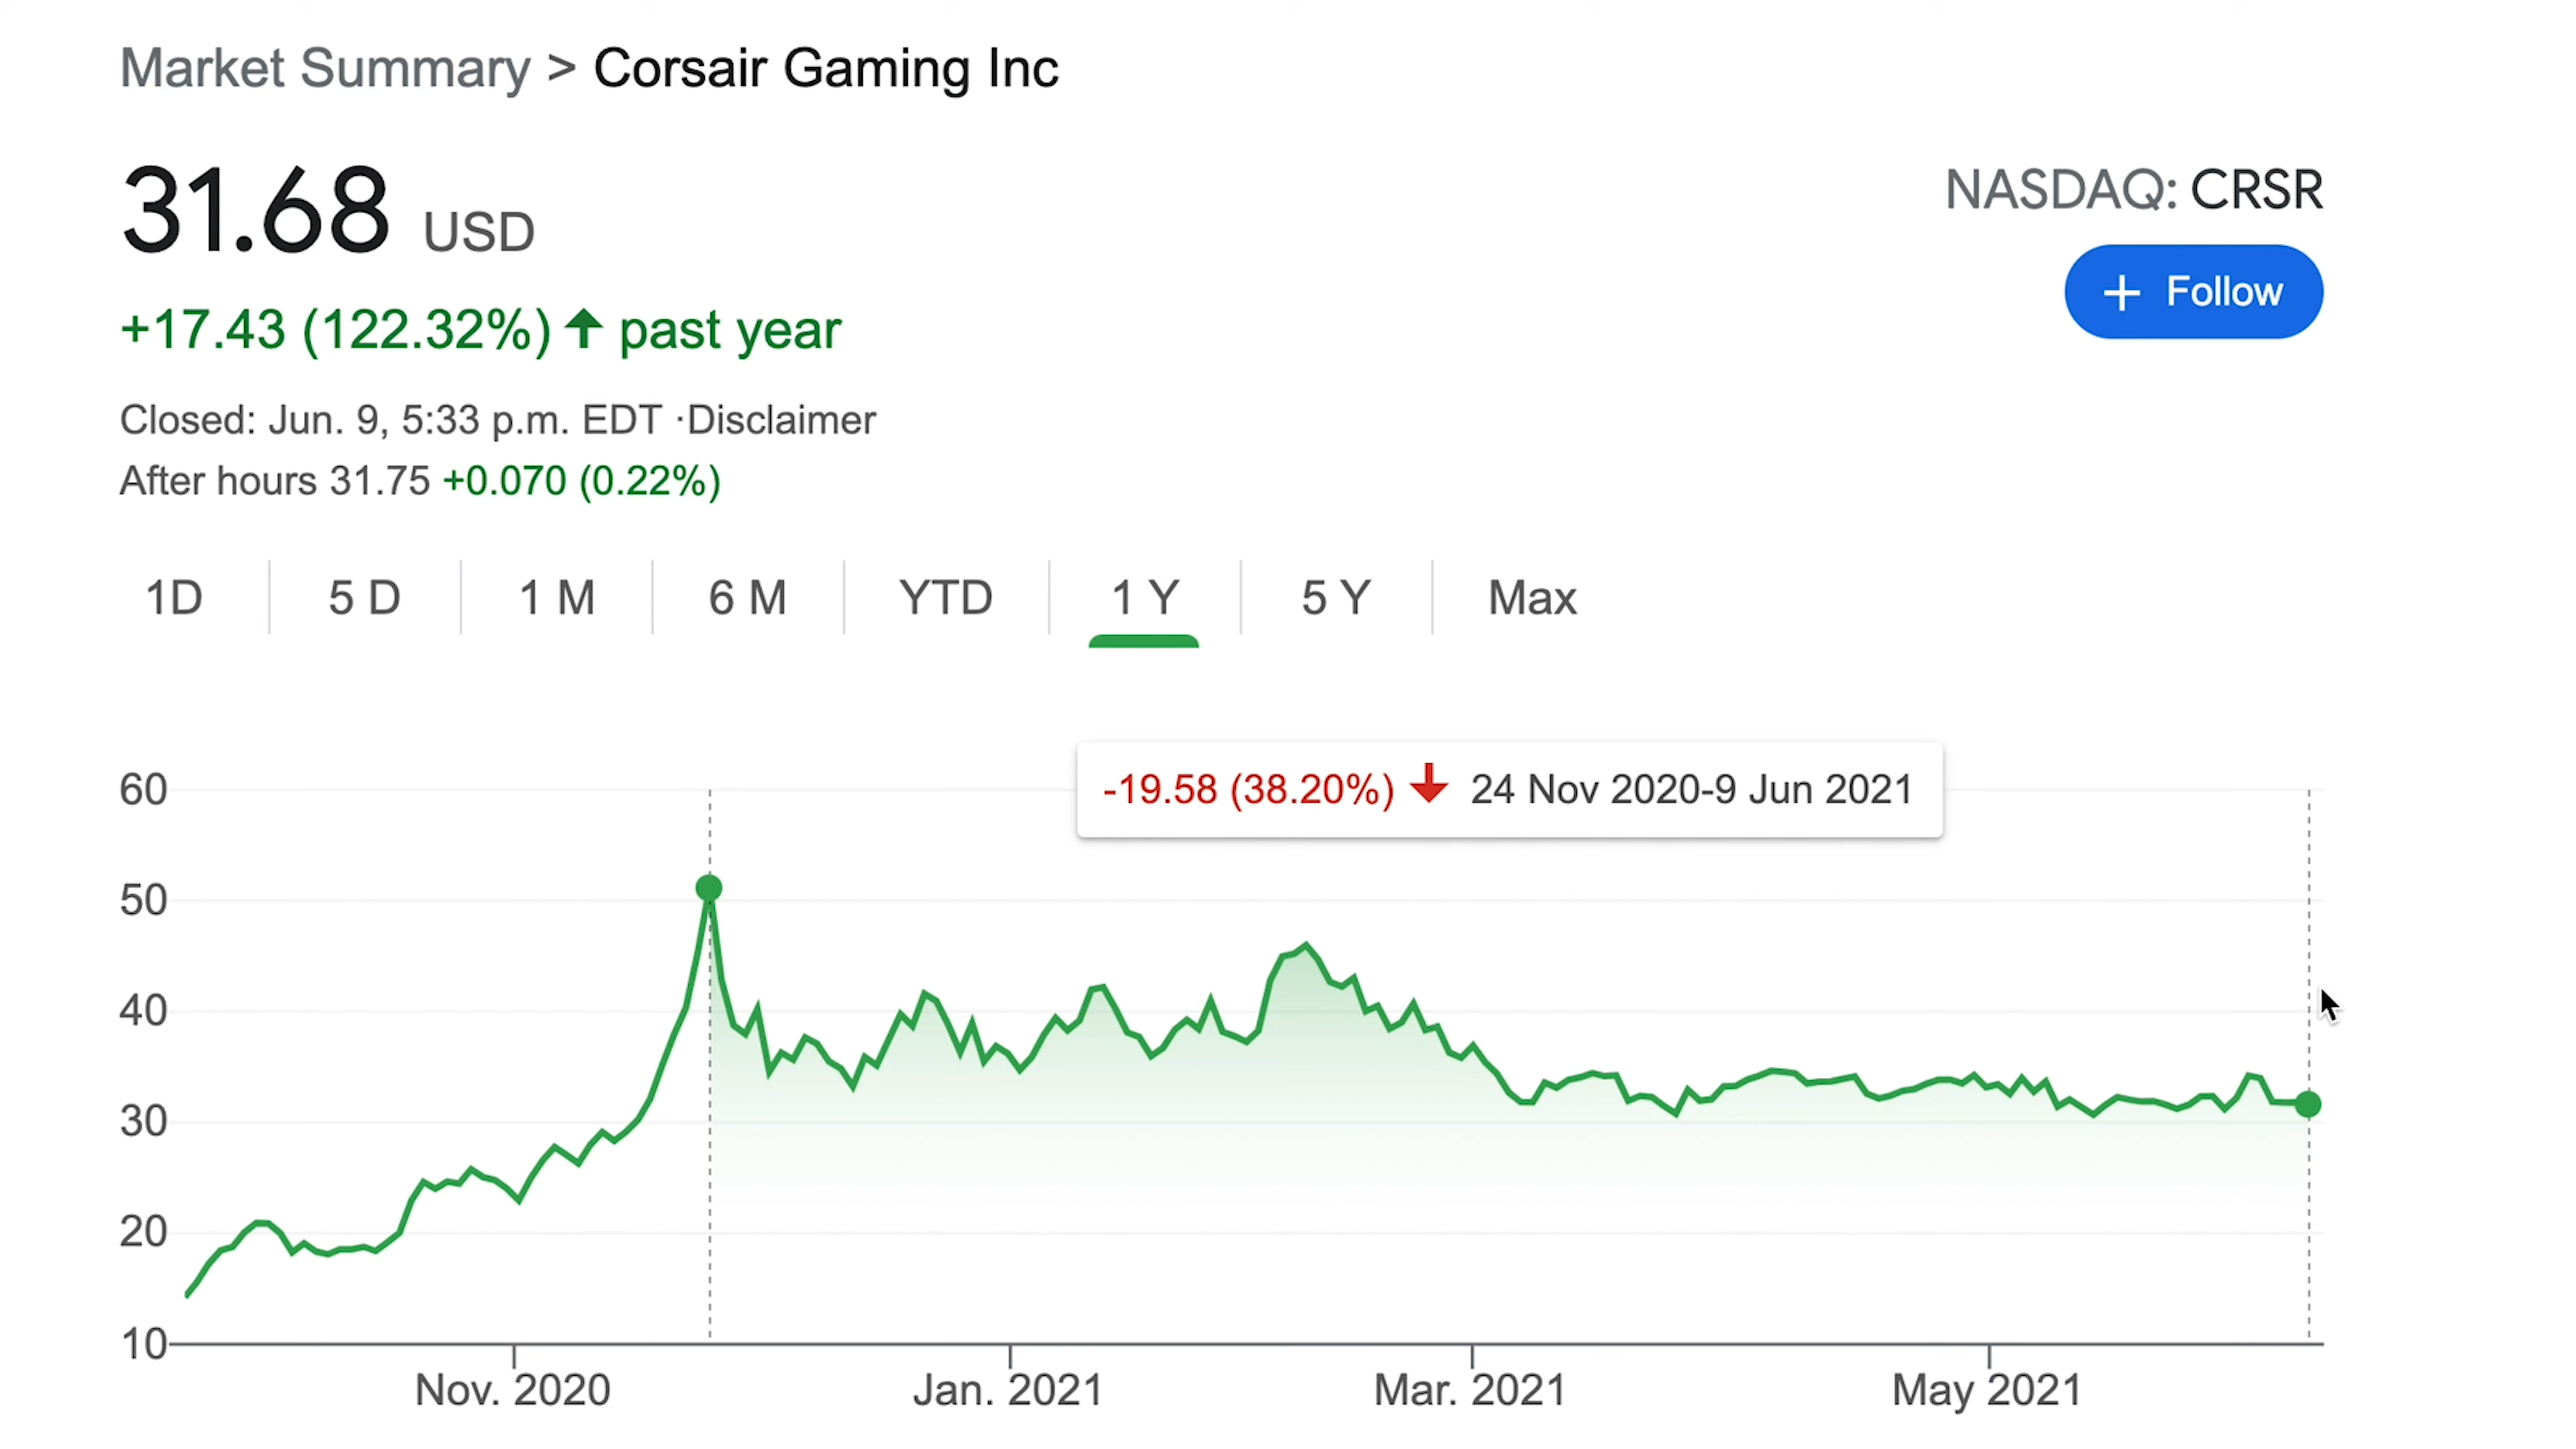 Market Summary > Corsair Gaming Inc
31.68 USD
NASDAQ: CRSR
+ Follow
+17.43 (122.32%) ↑ past year
Closed: Jun. 9, 5:33 p.m. EDT ·Disclaimer
After hours 31.75 +0.070 (0.22%)
1D 5 D 1 M 6 M YTD 1 Y 5 Y Max
-19.58 (38.20%) ↓ 24 Nov 2020-9 Jun 2021
60
50
40
30
20
10
Nov. 2020 Jan. 2021 Mar. 2021 May 2021